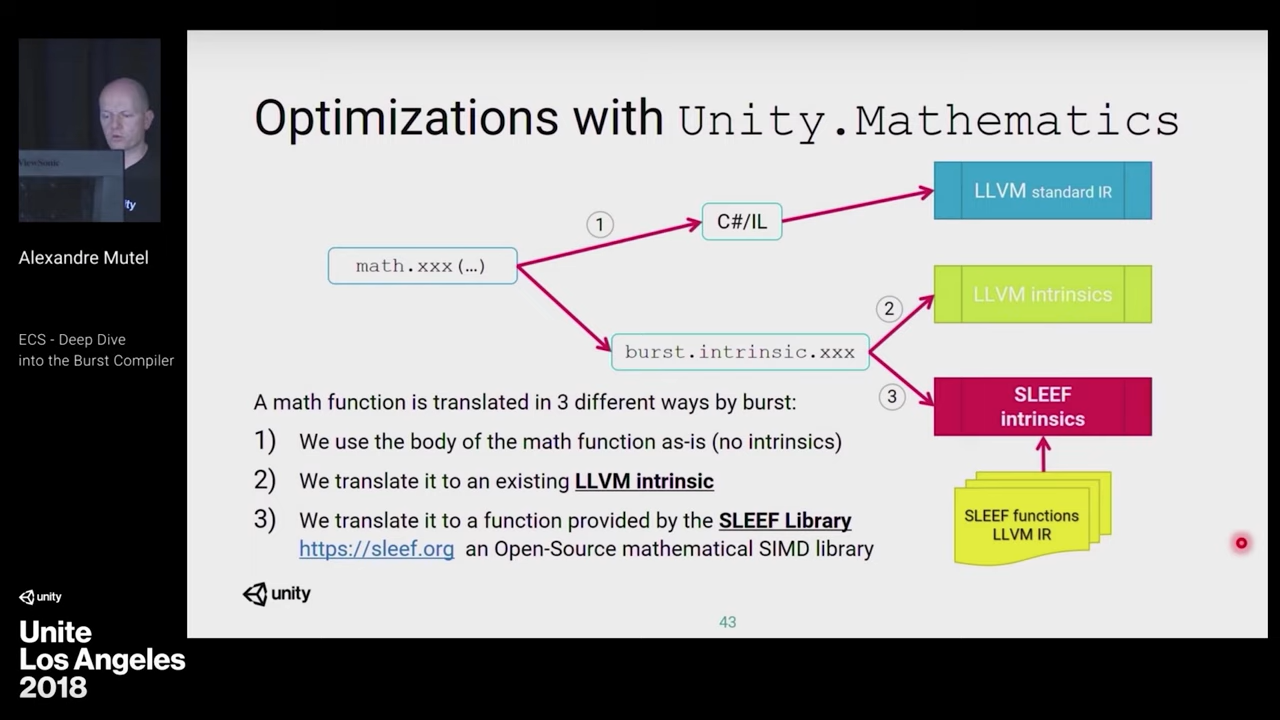 Optimizations with Unity.Mathematics
LLVM standard IR
1
C#/IL
math.xxx(…)
LLVM intrinsics
2
burst.intrinsic.xxx
3
SLEEF
intrinsics
SLEEF functions
LLVM IR
A math function is translated in 3 different ways by burst:
1) We use the body of the math function as-is (no intrinsics)
2) We translate it to an existing LLVM intrinsic
3) We translate it to a function provided by the SLEEF Library
https://sleef.org an Open-Source mathematical SIMD library
unity
43
ViewSonic
ity
Alexandre Mutel
ECS - Deep Dive
into the Burst Compiler
unity
Unite
Los Angeles
2018